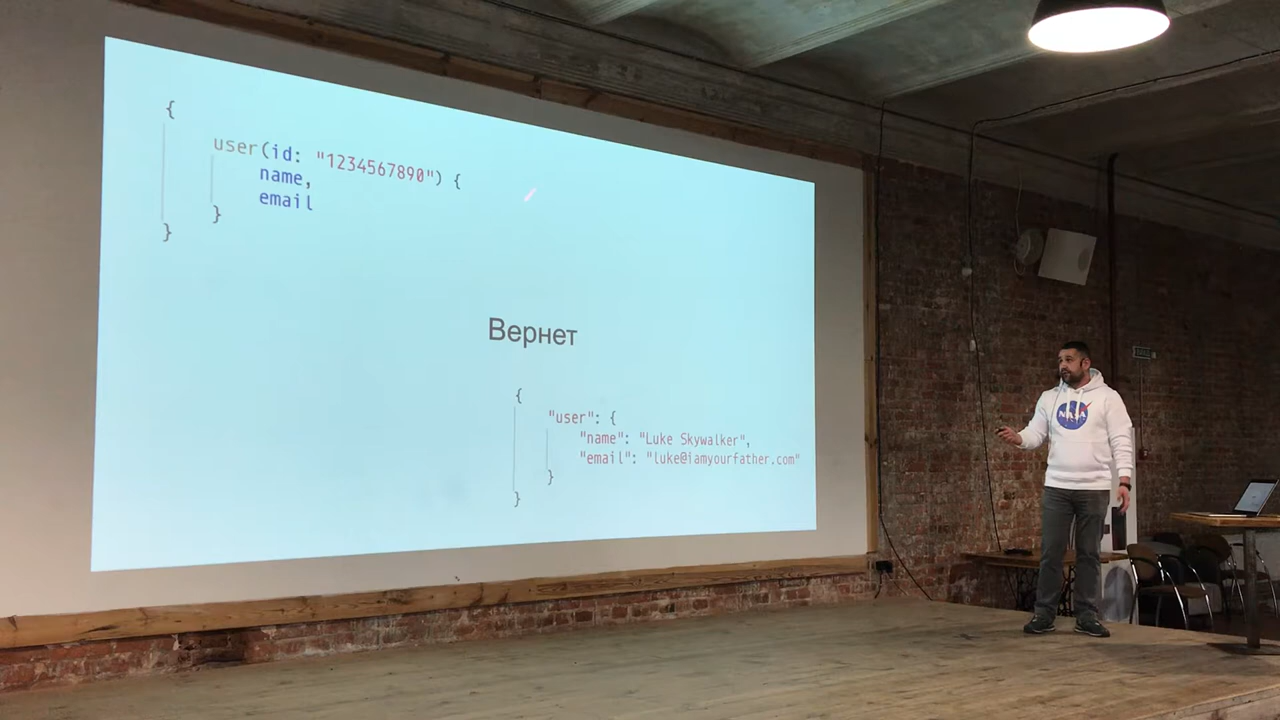 {
user(id: "1234567890") {
name,
email
}
}
Вернет
{
"user": {
"name": "Luke Skywalker",
"email": "luke@iamyourfather.com"
}
}
NASA